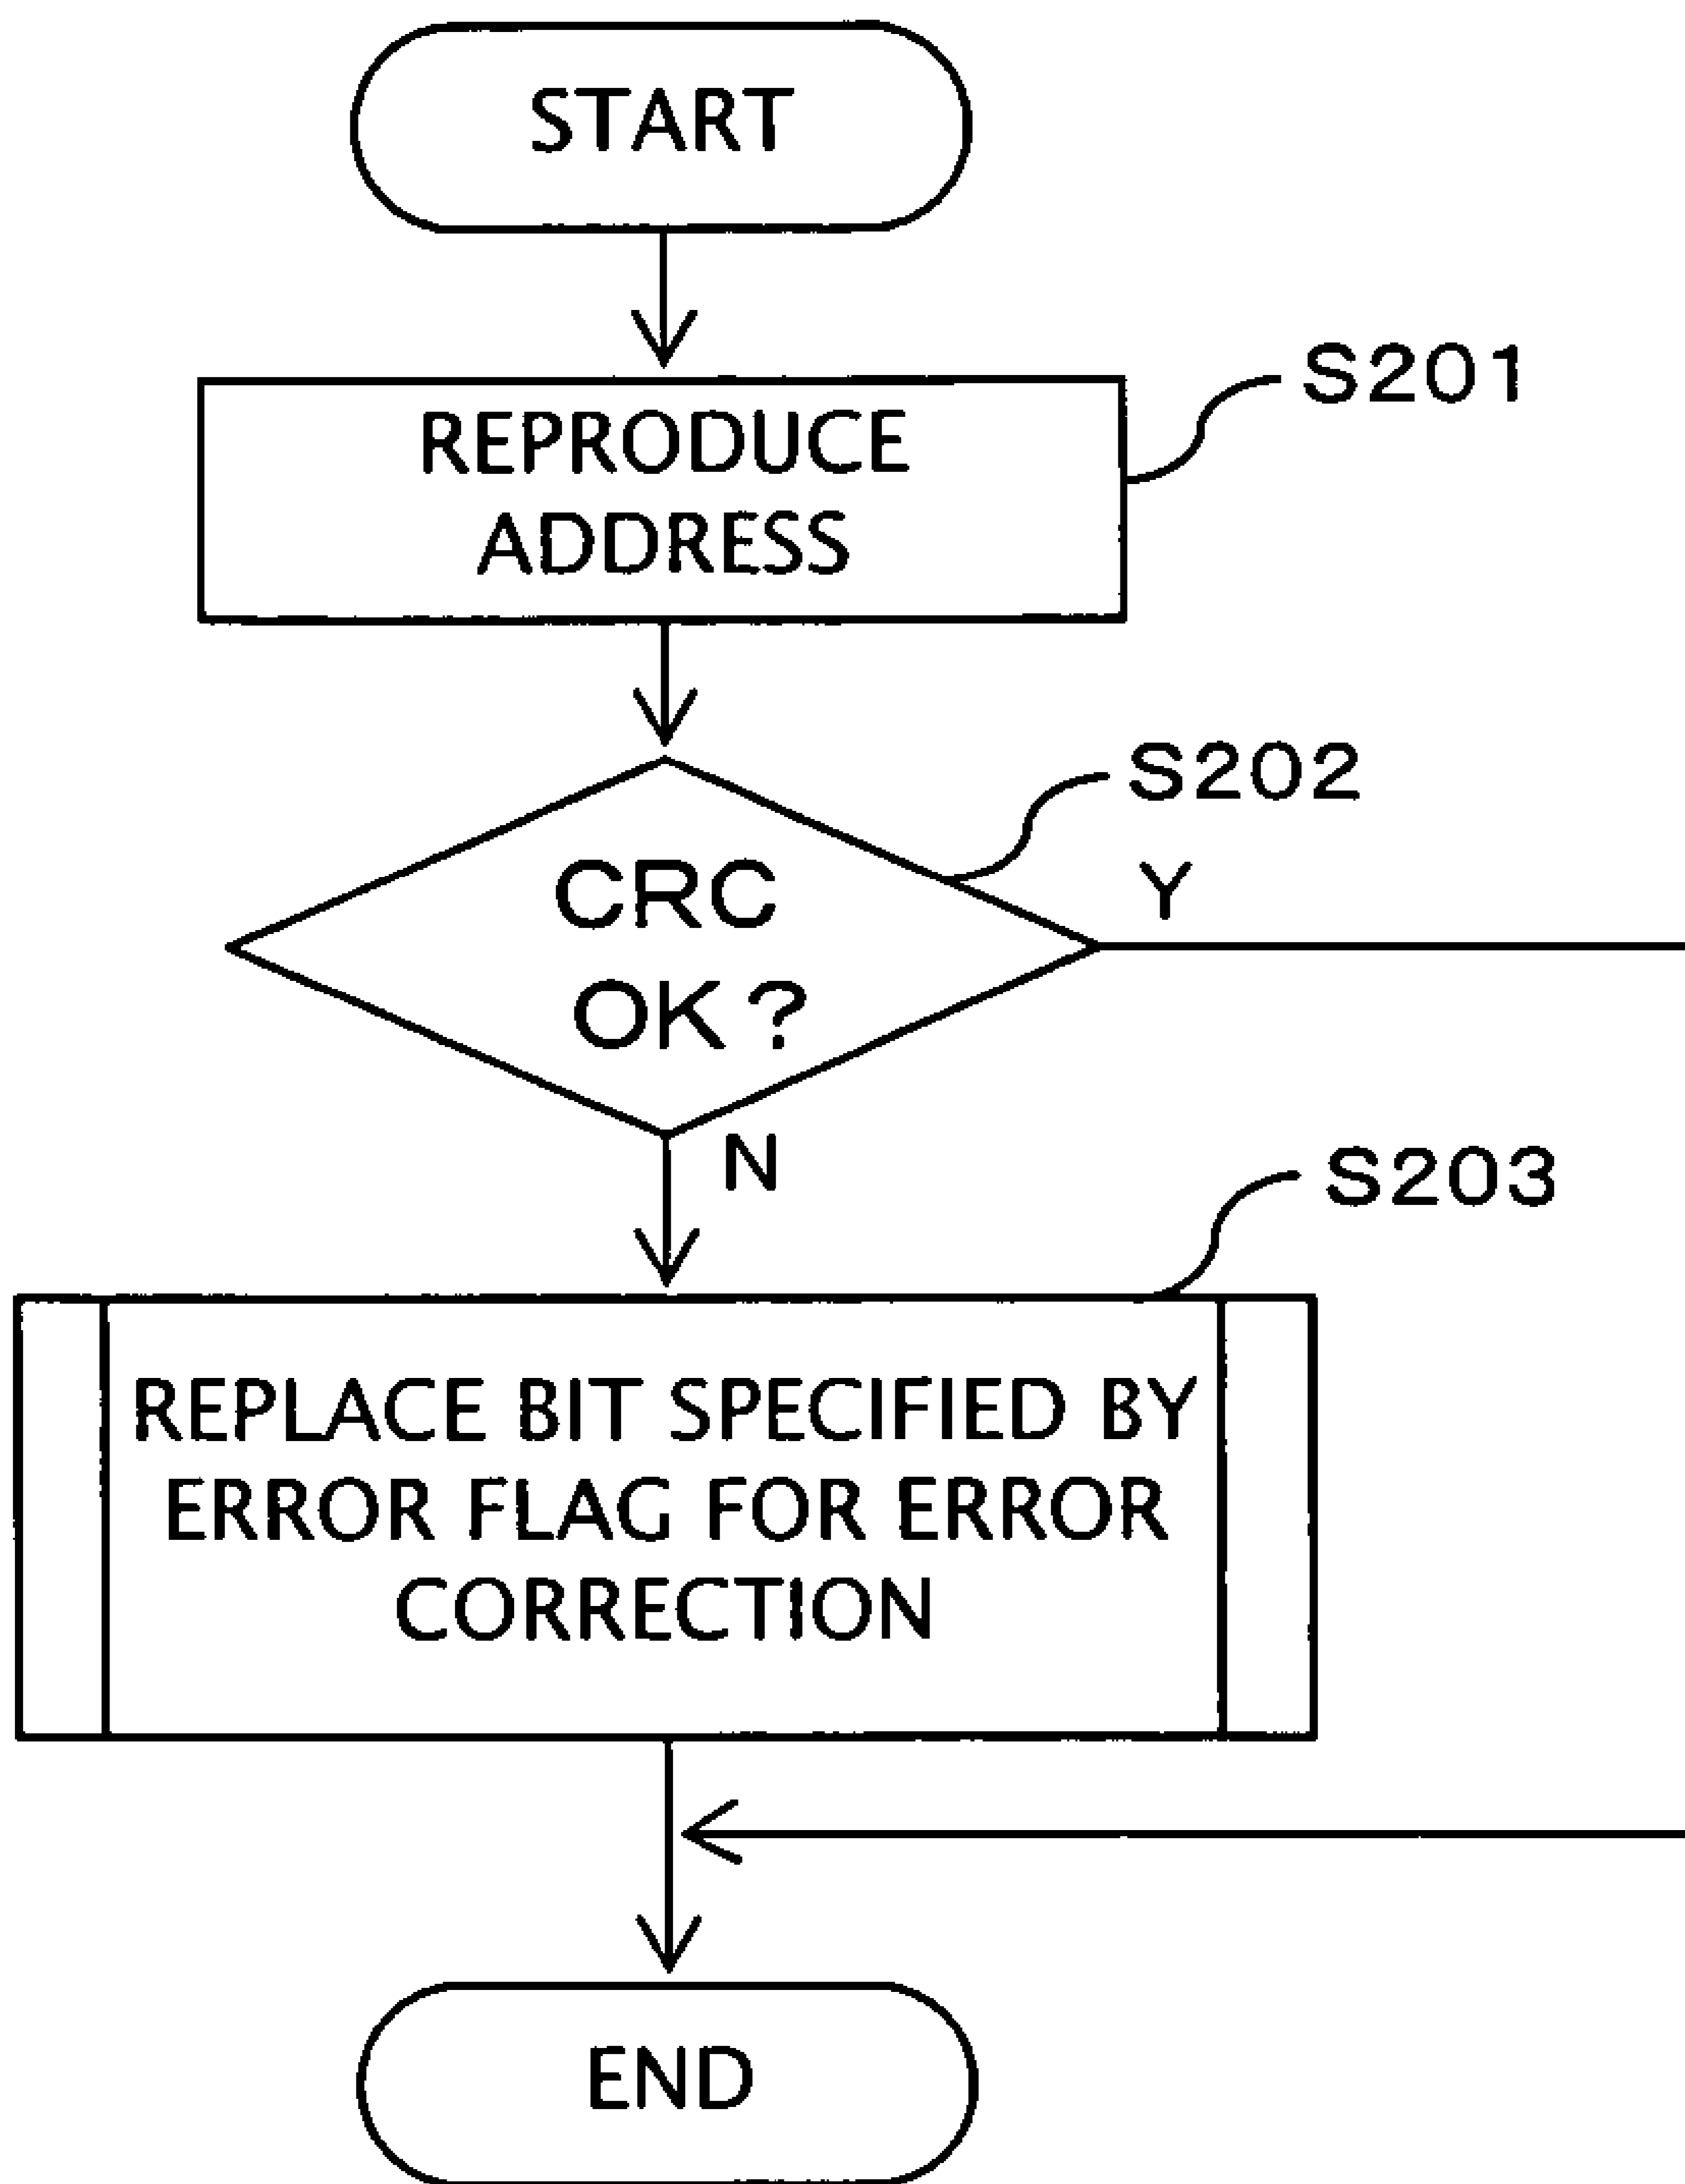 START
S201
REPRODUCE
ADDRESS
S202
CRC
OK?
Y
N
S203
REPLACE BIT SPECIFIED BY
ERROR FLAG FOR ERROR
CORRECTION
END